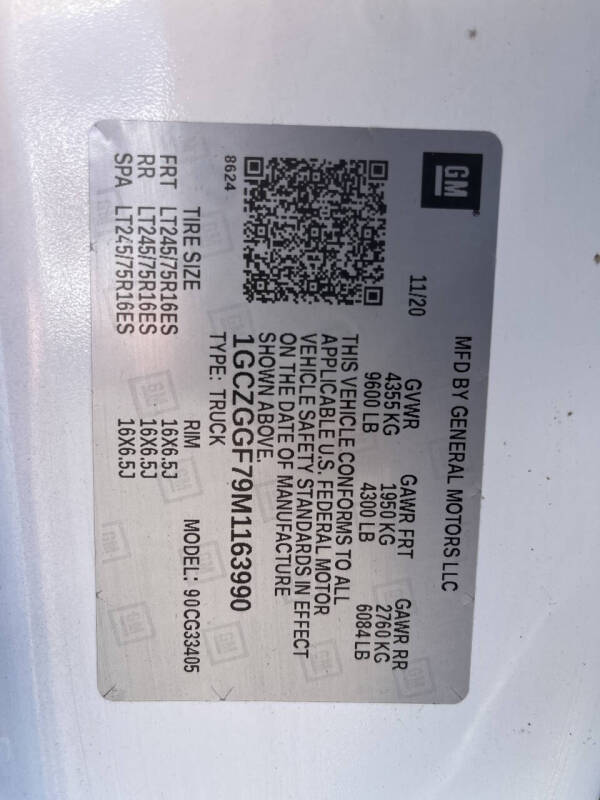 GM
MFD BY GENERAL MOTORS LLC
11/20
GVWR GAWR FRT GAWR RR
4355 KG 1950 KG 2760 KG
9600 LB 4300 LB 6084 LB
THIS VEHICLE CONFORMS TO ALL
APPLICABLE U.S. FEDERAL MOTOR
VEHICLE SAFETY STANDARDS IN EFFECT
ON THE DATE OF MANUFACTURE
SHOWN ABOVE.
1GCZGGF79M1163990
TYPE: TRUCK
8624
MODEL: 90CG33405
TIRE SIZE RIM
FRT LT245/75R16ES 16X6.5J
RR LT245/75R16ES 16X6.5J
SPA LT245/75R16ES 16X6.5J